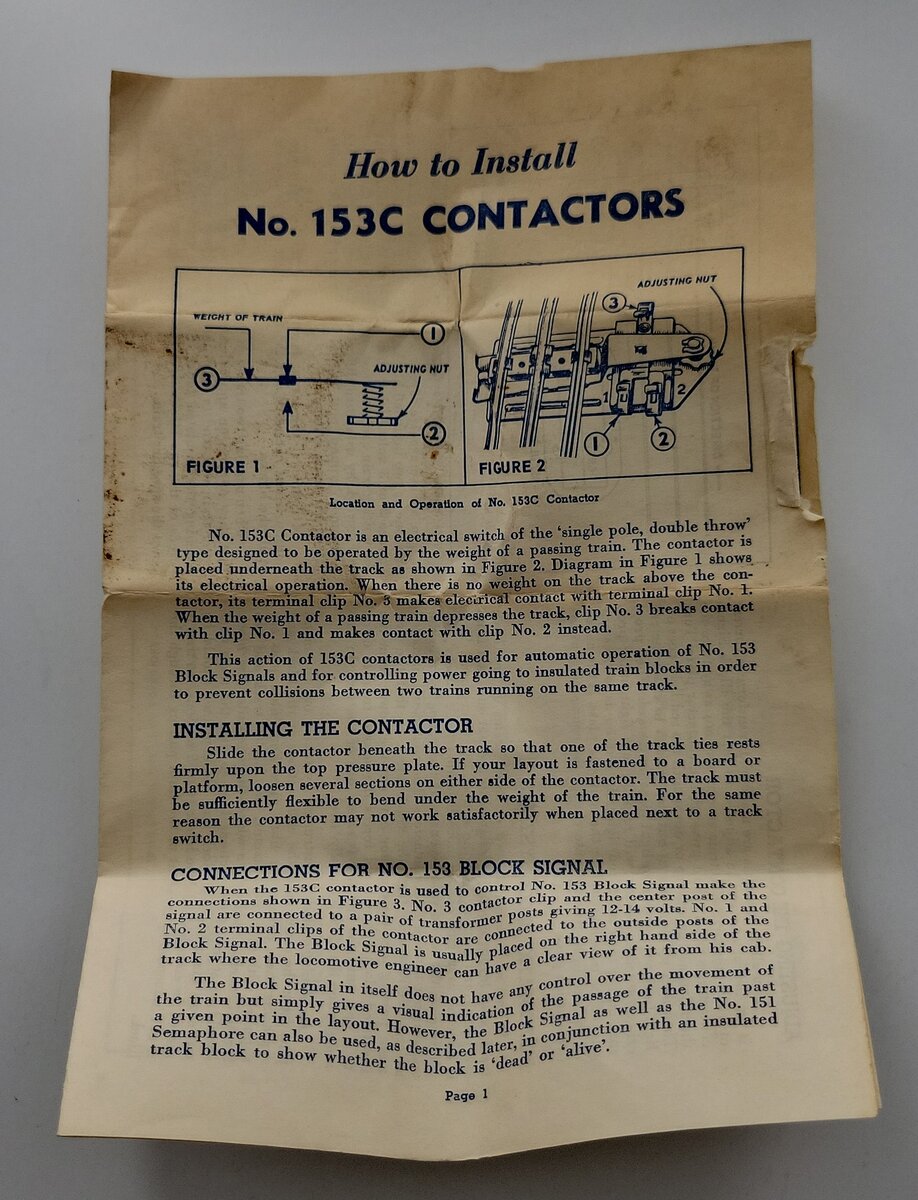 How to Install
No. 153C CONTACTORS
WEIGHT OF TRAIN
1
3
ADJUSTING NUT
2
FIGURE 1
ADJUSTING NUT
3
1
2
1
2
FIGURE 2
Location and Operation of No. 153C Contactor
No. 153C Contactor is an electrical switch of the 'single pole, double throw'
type designed to be operated by the weight of a passing train. The contactor is
placed underneath the track as shown in Figure 2. Diagram in Figure 1 shows
its electrical operation. When there is no weight on the track above the con-
tactor, its terminal clip No. 3 makes electrical contact with terminal clip No. 1.
When the weight of a passing train depresses the track, clip No. 3 breaks contact
with clip No. 1 and makes contact with clip No. 2 instead.
This action of 153C contactors is used for automatic operation of No. 153
Block Signals and for controlling power going to insulated train blocks in order
to prevent collisions between two trains running on the same track.
INSTALLING THE CONTACTOR
Slide the contactor beneath the track so that one of the track ties rests
firmly upon the top pressure plate. If your layout is fastened to a board or
platform, loosen several sections on either side of the contactor. The track must
be sufficiently flexible to bend under the weight of the train. For the same
reason the contactor may not work satisfactorily when placed next to a track
switch.
CONNECTIONS FOR NO. 153 BLOCK SIGNAL
When the 153C contactor is used to control No. 153 Block Signal make the
connections shown in Figure 3. No. 3 contactor clip and the center post of the
signal are connected to a pair of transformer posts giving 12-14 volts. No. 1 and
No. 2 terminal clips of the contactor are connected to the outside posts of the
Block Signal. The Block Signal is usually placed on the right hand side of the
track where the locomotive engineer can have a clear view of it from his cab.
The Block Signal in itself does not have any control over the movement of
the train but simply gives a visual indication of the passage of the train past
a given point in the layout. However, the Block Signal as well as the No. 151
Semaphore can also be used, as described later, in conjunction with an insulated
track block to show whether the block is 'dead' or 'alive'.
Page 1